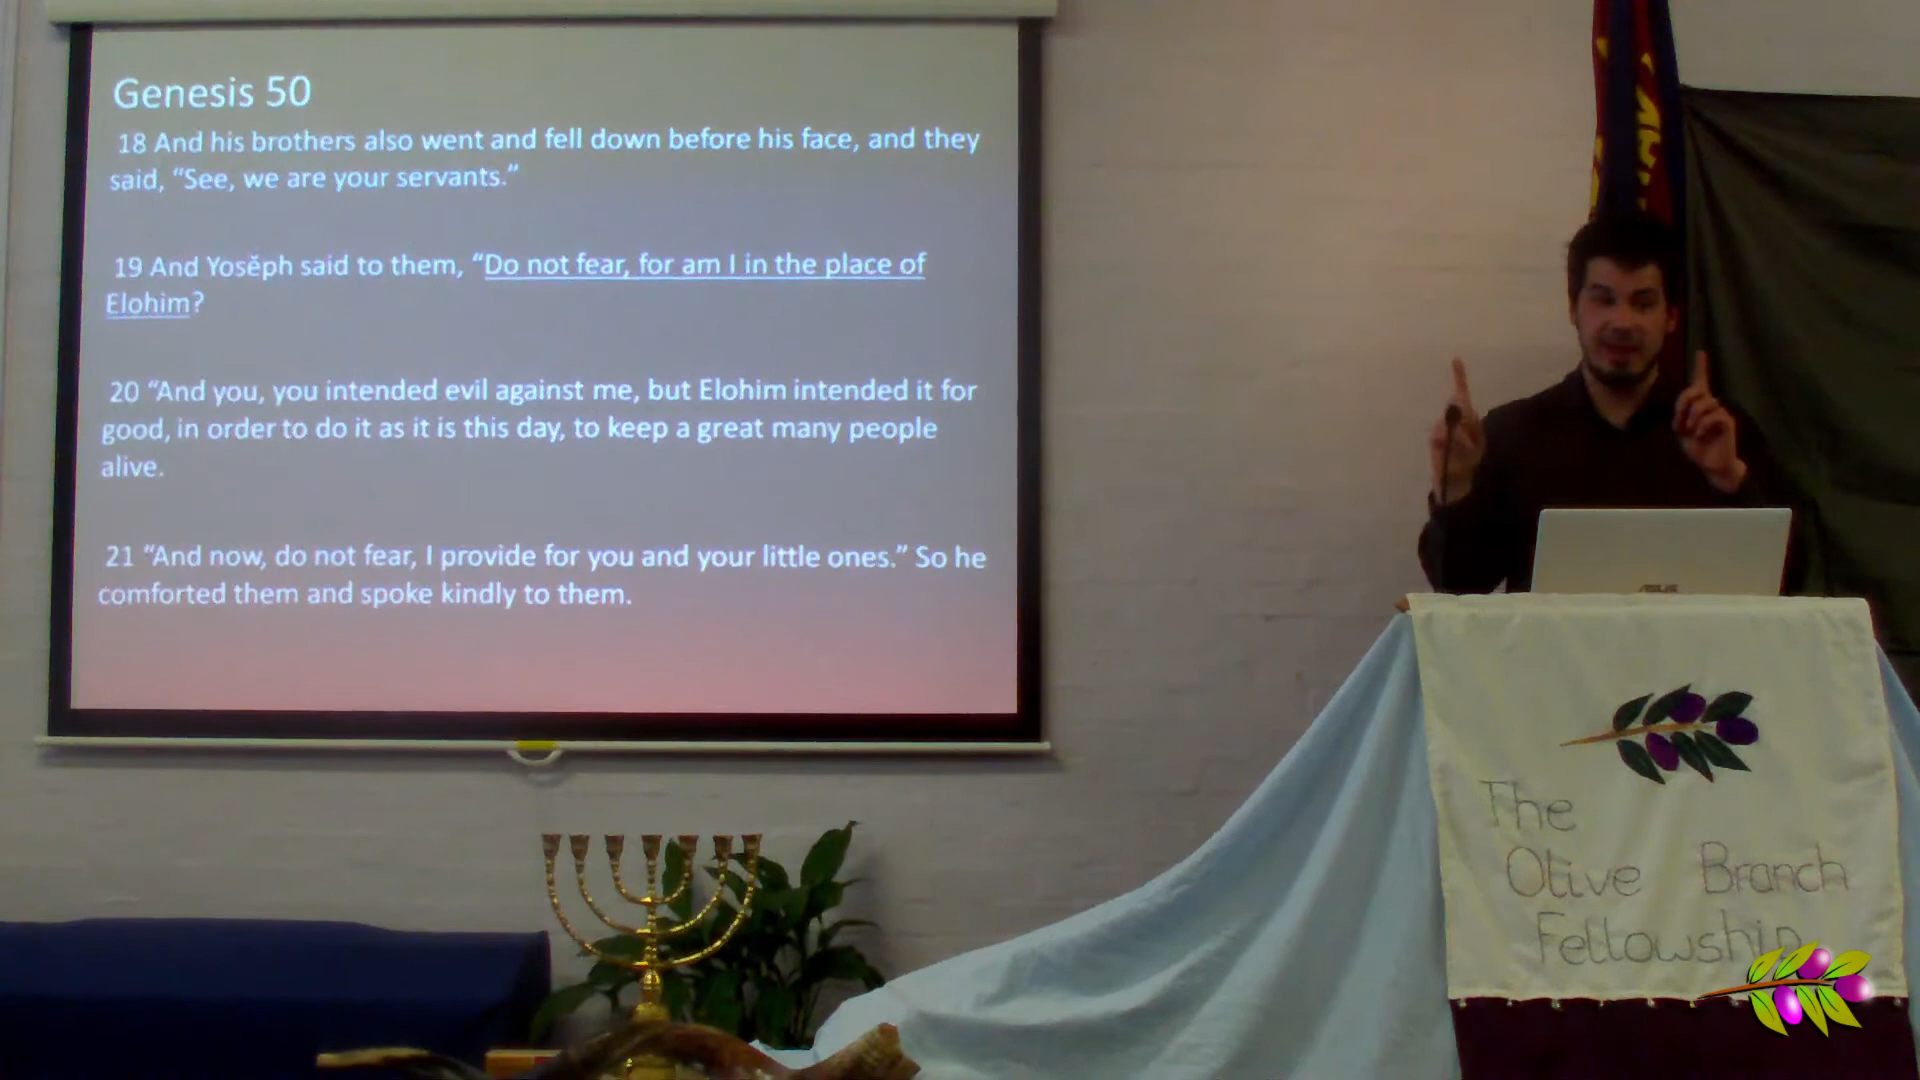 Genesis 50
18 And his brothers also went and fell down before his face, and they
said, “See, we are your servants.”
19 And Yosĕph said to them, “Do not fear, for am I in the place of
Elohim?
20 “And you, you intended evil against me, but Elohim intended it for
good, in order to do it as it is this day, to keep a great many people
alive.
21 “And now, do not fear, I provide for you and your little ones.” So he
comforted them and spoke kindly to them.
ASUS
The
Olive Branch
Fellowship